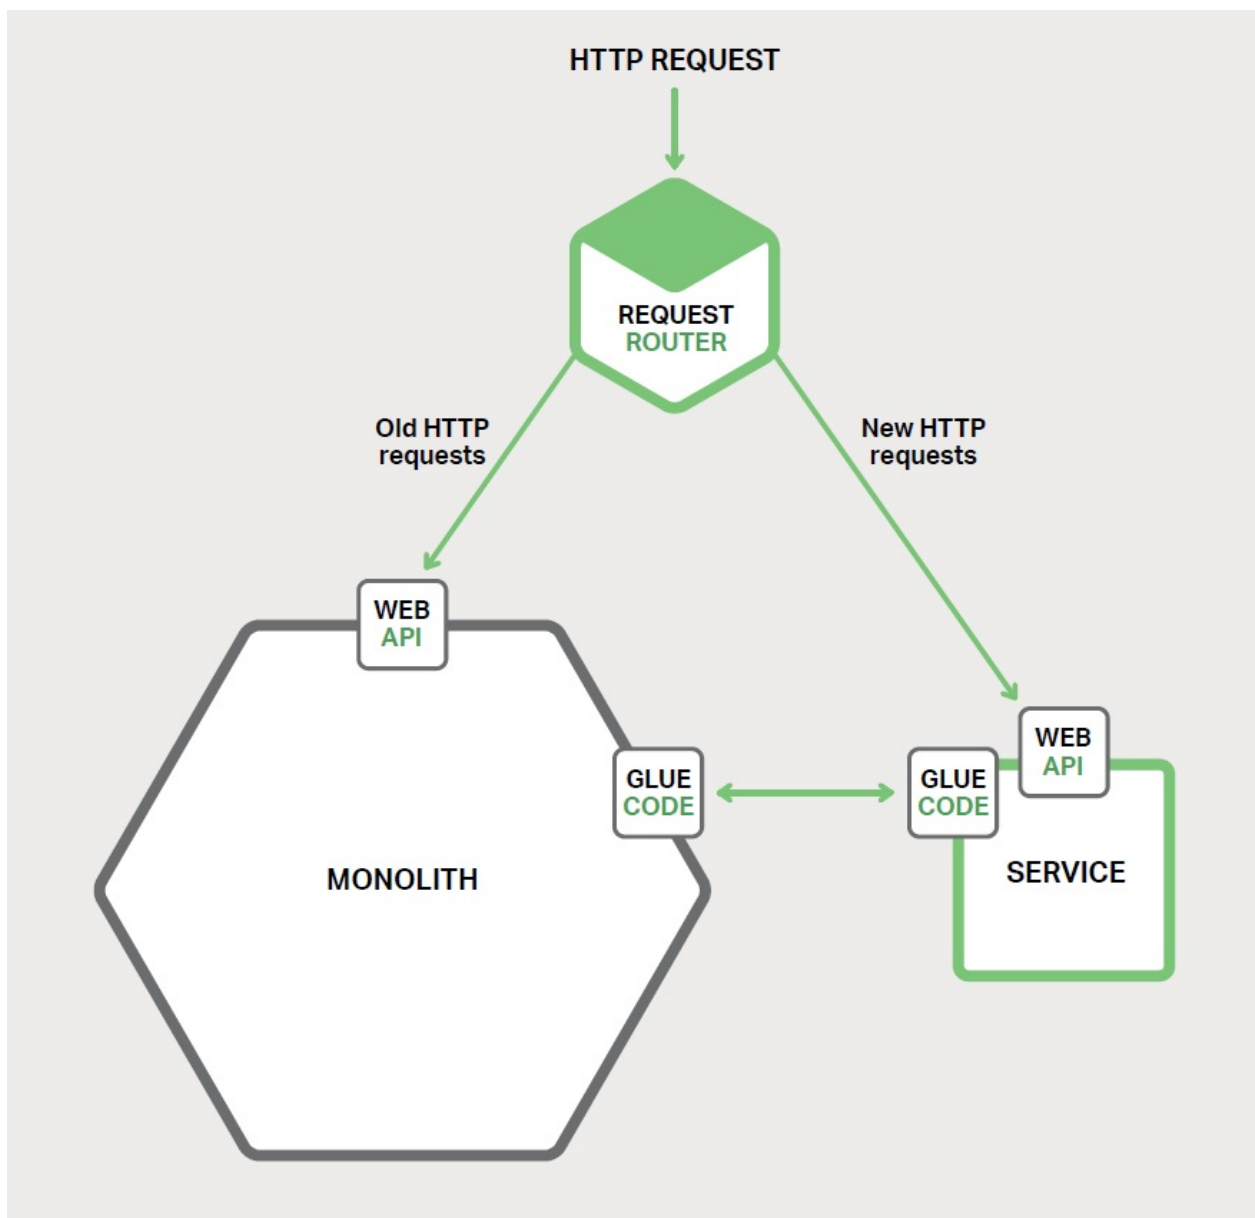 HTTP REQUEST
REQUEST
ROUTER
Old HTTP
requests
New HTTP
requests
WEB
API
WEB
API
GLUE
CODE
GLUE
CODE
MONOLITH
SERVICE